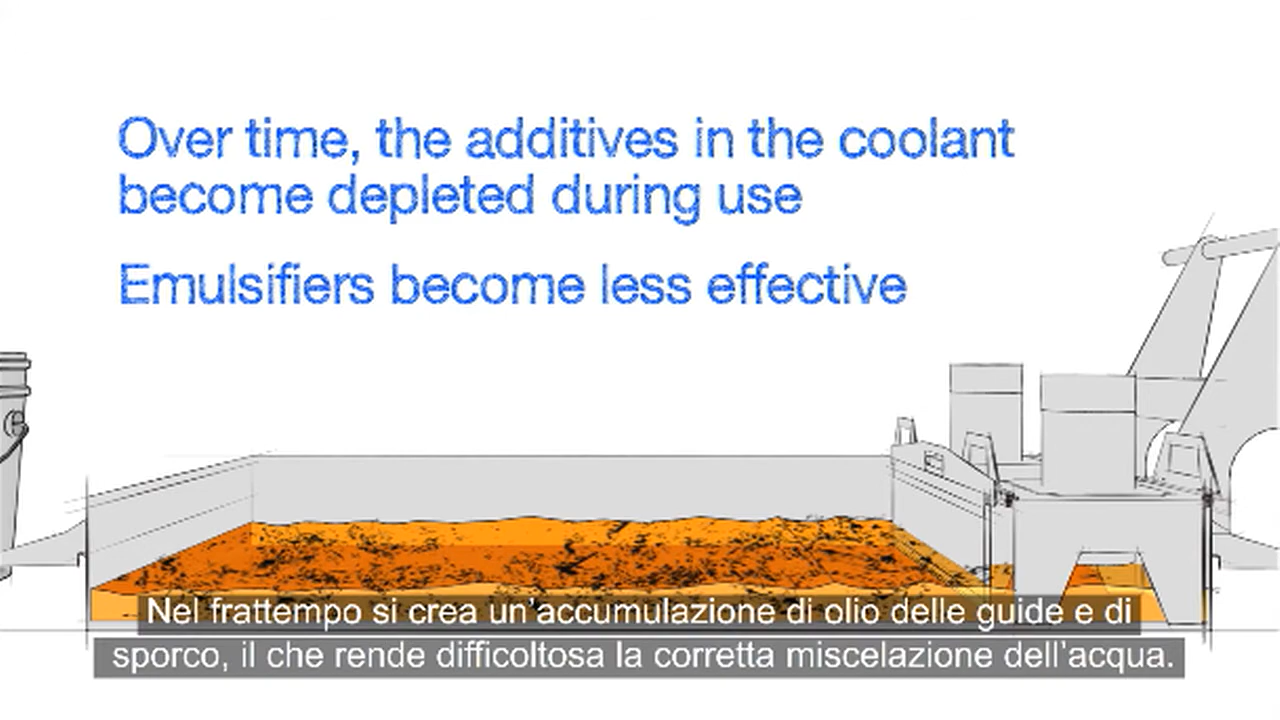 Over time, the additives in the coolant
become depleted during use
Emulsifiers become less effective
Nel frattempo si crea un'accumulazione di olio delle guide e di
sporco, il che rende difficoltosa la corretta miscelazione dell'acqua.